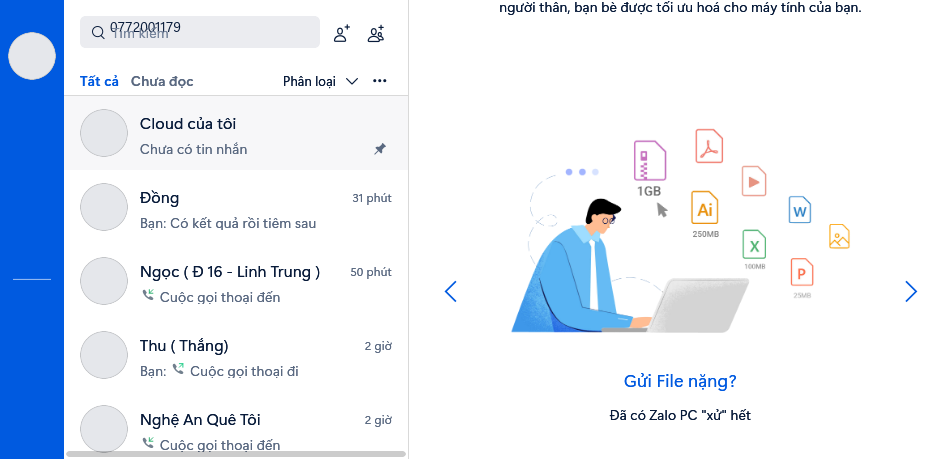 người thân, bạn bè được tối ưu hoá cho máy tính của bạn.
0772001179
Tìm kiếm
Tất cả Chưa đọc Phân loại
Cloud của tôi
Chưa có tin nhắn
Đồng 31 phút
Bạn: Có kết quả rồi tiêm sau
Ngọc ( Đ 16 - Linh Trung ) 50 phút
Cuộc gọi thoại đến
Thu ( Thắng) 2 giờ
Bạn: Cuộc gọi thoại đi
Nghệ An Quê Tôi 2 giờ
Cuộc gọi thoại đến
1GB
Ai
250MB
W
X
100MB
P
25MB
Gửi File nặng?
Đã có Zalo PC "xử" hết